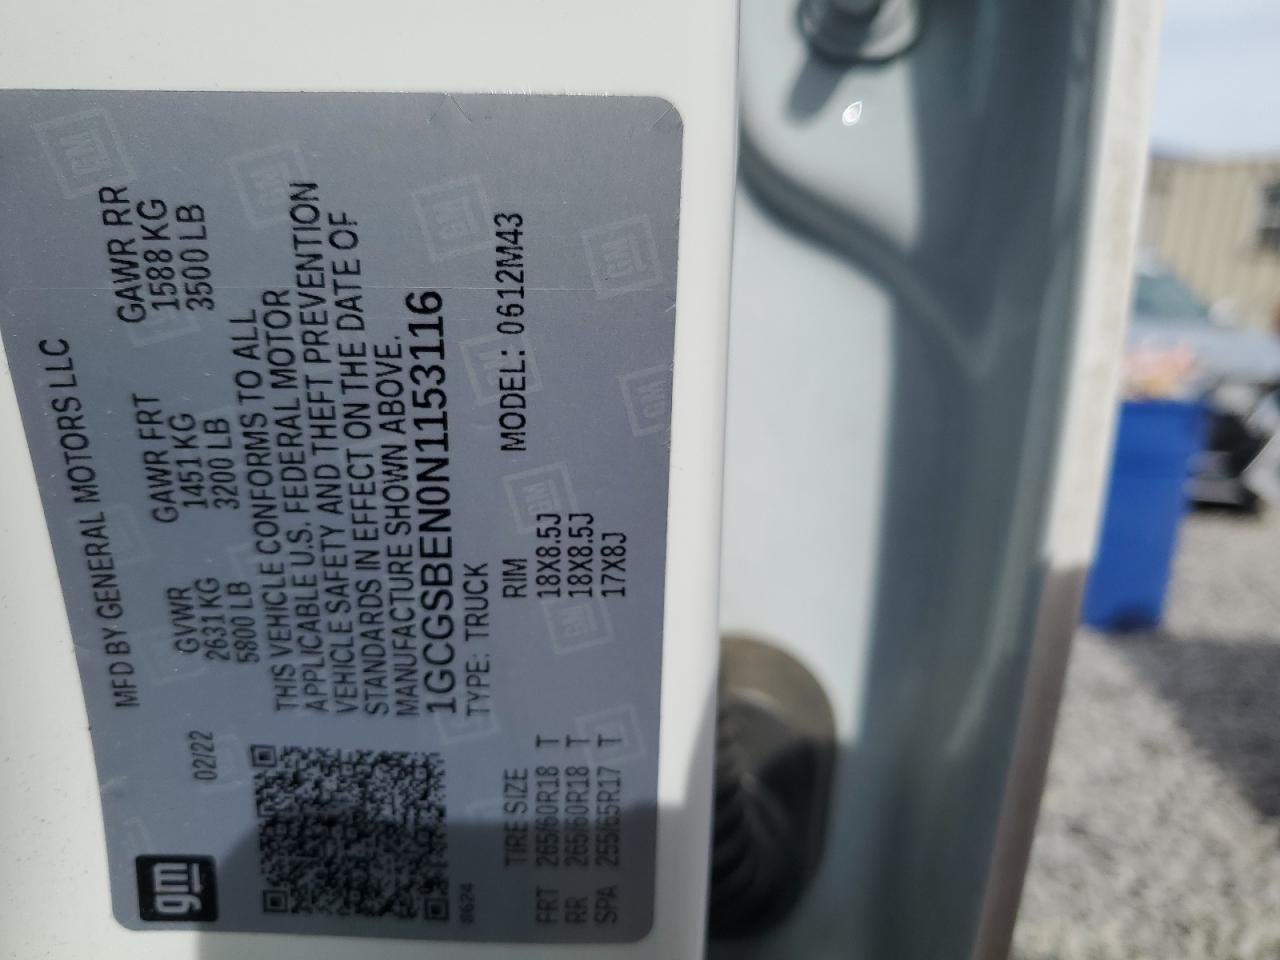 gm
MFD BY GENERAL MOTORS LLC
02/22 GVWR GAWR FRT GAWR RR
2631 KG 1451 KG 1588 KG
5800 LB 3200 LB 3500 LB
THIS VEHICLE CONFORMS TO ALL
APPLICABLE U.S. FEDERAL MOTOR
VEHICLE SAFETY AND THEFT PREVENTION
STANDARDS IN EFFECT ON THE DATE OF
MANUFACTURE SHOWN ABOVE.
1GCGSBEN0N1153116
TYPE: TRUCK MODEL: 0612M43
TIRE SIZE RIM
FRT 265/60R18 T 18X8.5J
RR 265/60R18 T 18X8.5J
SPA 255/65R17 T 17X8J